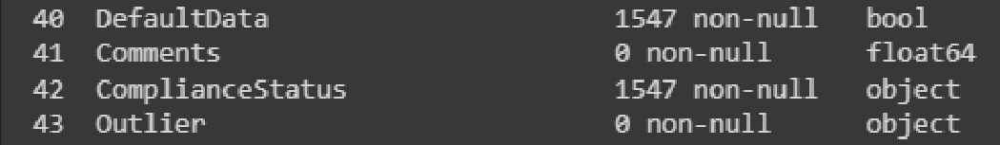 40 DefaultData 1547 non-null bool
41 Comments 0 non-null float64
42 ComplianceStatus 1547 non-null object
43 Outlier 0 non-null object